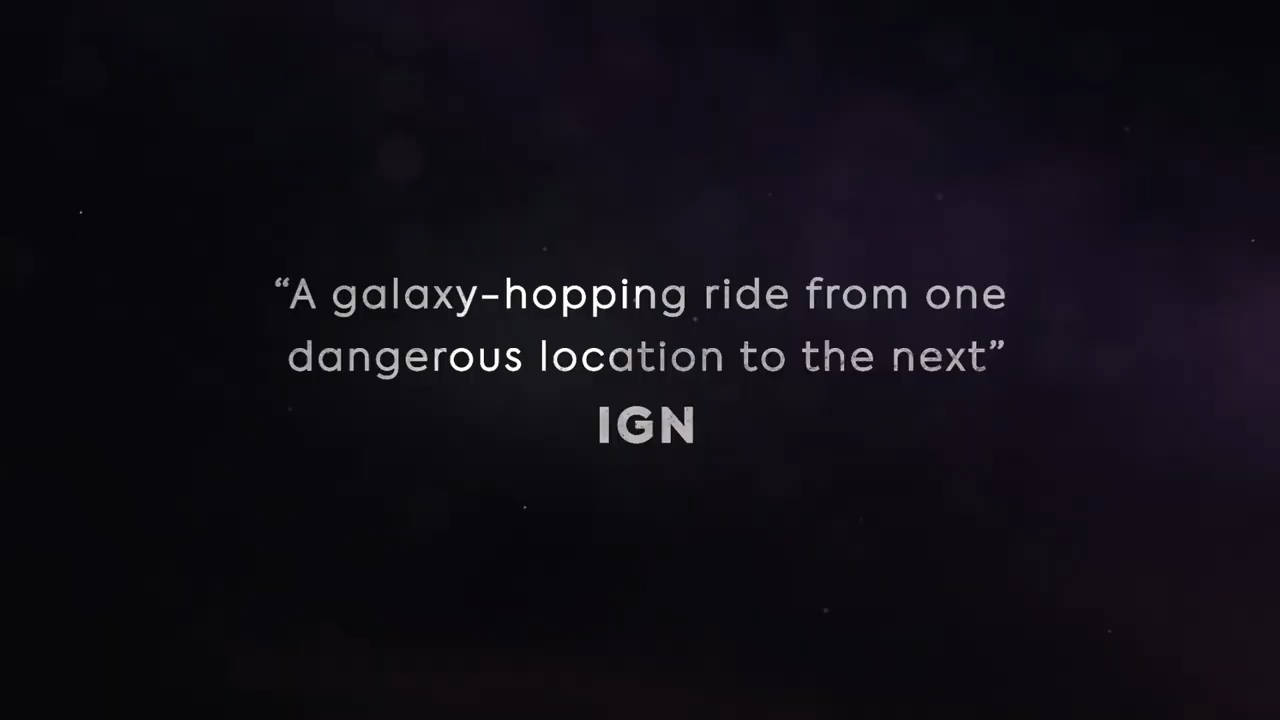 “A galaxy-hopping ride from one
dangerous location to the next”
IGN